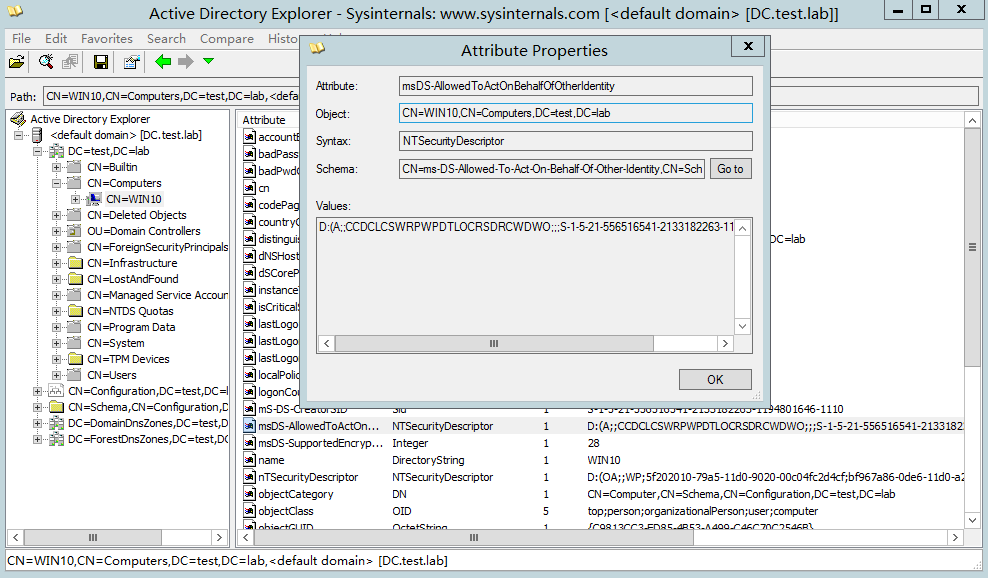 Active Directory Explorer - Sysinternals: www.sysinternals.com [<default domain> [DC.test.lab]]
File Edit Favorites Search Compare Histo
Path: CN=WIN10,CN=Computers,DC=test,DC=lab,<defa
Active Directory Explorer
<default domain> [DC.test.lab]
DC=test,DC=lab
CN=Builtin
CN=Computers
CN=WIN10
CN=Deleted Objects
OU=Domain Controllers
CN=ForeignSecurityPrincipals
CN=Infrastructure
CN=LostAndFound
CN=Managed Service Accour
CN=NTDS Quotas
CN=Program Data
CN=System
CN=TPM Devices
CN=Users
CN=Configuration,DC=test,DC=l
CN=Schema,CN=Configuration,D
DC=DomainDnsZones,DC=test,DC
DC=ForestDnsZones,DC=test,DC
Attribute
accountE
badPass
badPwdC
cn
codePag
countryC
distinguis DC=lab
dNSHost
dSCoreP
instance
isCriticalS
lastLogo
lastLogo
lastLogo
localPolic
logonCo
mS-DS-CreatorSID Sid 1 S-1-5-21-556516541-2133182263-1194801646-1110
msDS-AllowedToActOn... NTSecurityDescriptor 1 D:(A;;CCDCLCSWRPWPDTLOCRSDRCWDWO;;;S-1-5-21-556516541-21331823
msDS-SupportedEncryp... Integer 1 28
name DirectoryString 1 WIN10
nTSecurityDescriptor NTSecurityDescriptor 1 D:(OA;;WP;5f202010-79a5-11d0-9020-00c04fc2d4cf;bf967a86-0de6-11d0-a2
objectCategory DN 1 CN=Computer,CN=Schema,CN=Configuration,DC=test,DC=lab
objectClass OID 5 top;person;organizationalPerson;user;computer
objectGUID OctetString 1 {C9813CC3-ED85-4B53-A499-C46C70C2546B}
Attribute Properties
Attribute: msDS-AllowedToActOnBehalfOfOtherIdentity
Object: CN=WIN10,CN=Computers,DC=test,DC=lab
Syntax: NTSecurityDescriptor
Schema: CN=ms-DS-Allowed-To-Act-On-Behalf-Of-Other-Identity,CN=Sch Go to
Values:
D:(A;;CCDCLCSWRPWPDTLOCRSDRCWDWO;;;S-1-5-21-556516541-2133182263-11
OK
CN=WIN10,CN=Computers,DC=test,DC=lab,<default domain> [DC.test.lab]